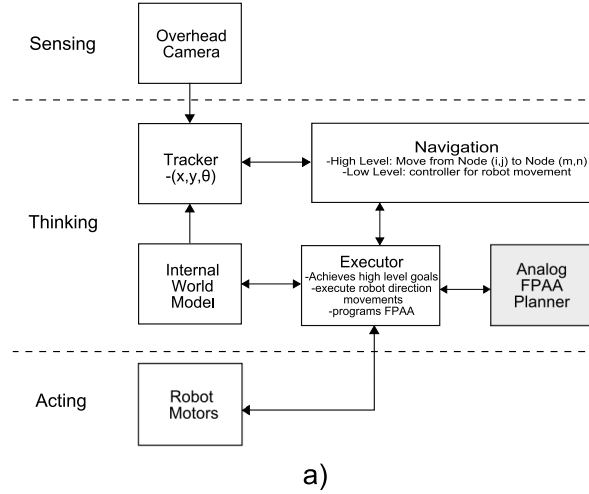 Sensing
Overhead
Camera
Thinking
Tracker
-(x,y,θ)
Navigation
-High Level: Move from Node (i,j) to Node (m,n)
-Low Level: controller for robot movement
Internal
World
Model
Executor
-Achieves high level goals
-execute robot direction
movements
-programs FPAA
Analog
FPAA
Planner
Acting
Robot
Motors
a)